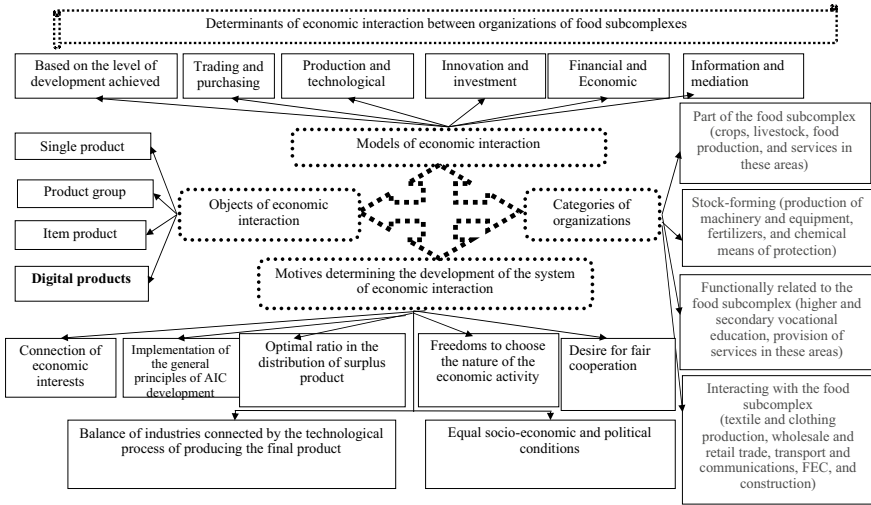 Determinants of economic interaction between organizations of food subcomplexes
Based on the level of
development achieved
Trading and
purchasing
Production and
technological
Innovation and
investment
Financial and
Economic
Information and
mediation
Models of economic interaction
Single product
Product group
Item product
Digital products
Objects of economic
interaction
Categories of
organizations
Part of the food subcomplex
(crops, livestock, food
production, and services in
these areas)
Stock-forming (production of
machinery and equipment,
fertilizers, and chemical
means of protection)
Functionally related to the
food subcomplex (higher and
secondary vocational
education, provision of
services in these areas)
Interacting with the food
subcomplex
(textile and clothing
production, wholesale and
retail trade, transport and
communications, FEC, and
construction)
Motives determining the development of the system
of economic interaction
Connection of
economic
interests
Implementation of
the general
principles of AIC
development
Optimal ratio in the
distribution of surplus
product
Freedoms to choose
the nature of the
economic activity
Desire for fair
cooperation
Balance of industries connected by the technological
process of producing the final product
Equal socio-economic and political
conditions